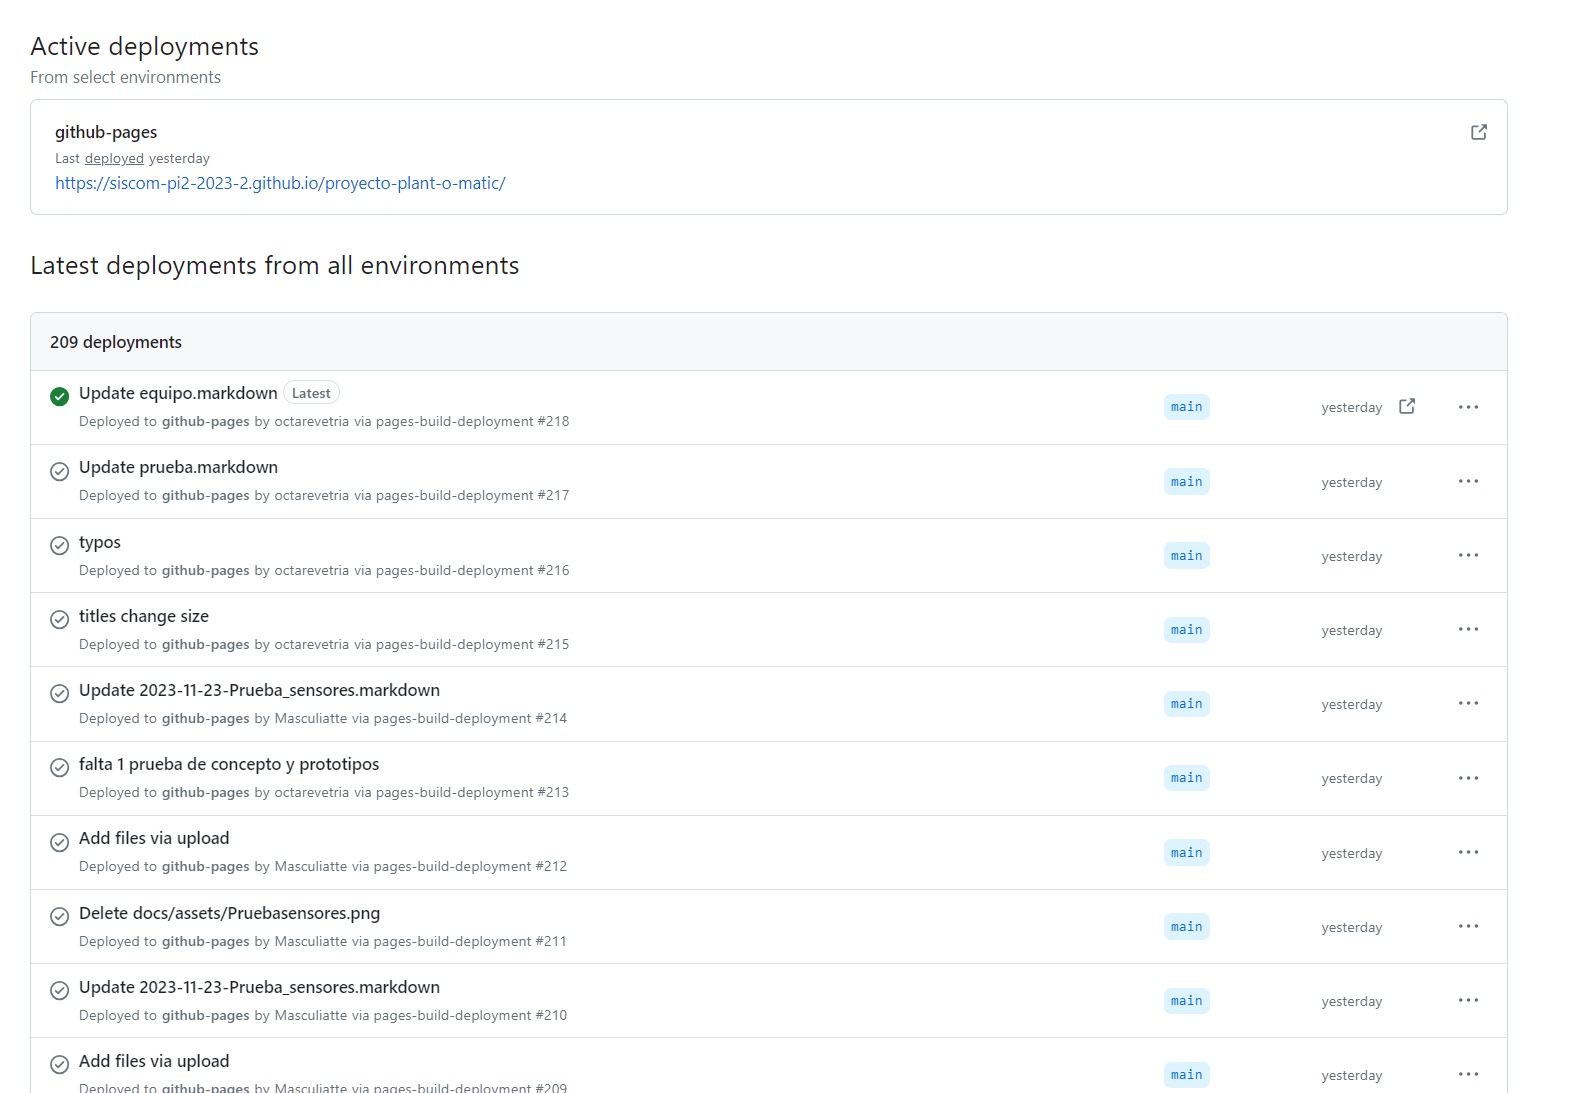 Active deployments
From select environments
github-pages
Last deployed yesterday
https://siscom-pi2-2023-2.github.io/proyecto-plant-o-matic/
Latest deployments from all environments
209 deployments
Update equipo.markdown Latest
Deployed to github-pages by octarevetria via pages-build-deployment #218
main yesterday
Update prueba.markdown
Deployed to github-pages by octarevetria via pages-build-deployment #217
main yesterday
typos
Deployed to github-pages by octarevetria via pages-build-deployment #216
main yesterday
titles change size
Deployed to github-pages by octarevetria via pages-build-deployment #215
main yesterday
Update 2023-11-23-Prueba_sensores.markdown
Deployed to github-pages by Masculiatte via pages-build-deployment #214
main yesterday
falta 1 prueba de concepto y prototipos
Deployed to github-pages by octarevetria via pages-build-deployment #213
main yesterday
Add files via upload
Deployed to github-pages by Masculiatte via pages-build-deployment #212
main yesterday
Delete docs/assets/Pruebasensores.png
Deployed to github-pages by Masculiatte via pages-build-deployment #211
main yesterday
Update 2023-11-23-Prueba_sensores.markdown
Deployed to github-pages by Masculiatte via pages-build-deployment #210
main yesterday
Add files via upload
Deployed to github-pages by Masculiatte via pages-build-deployment #209
main yesterday